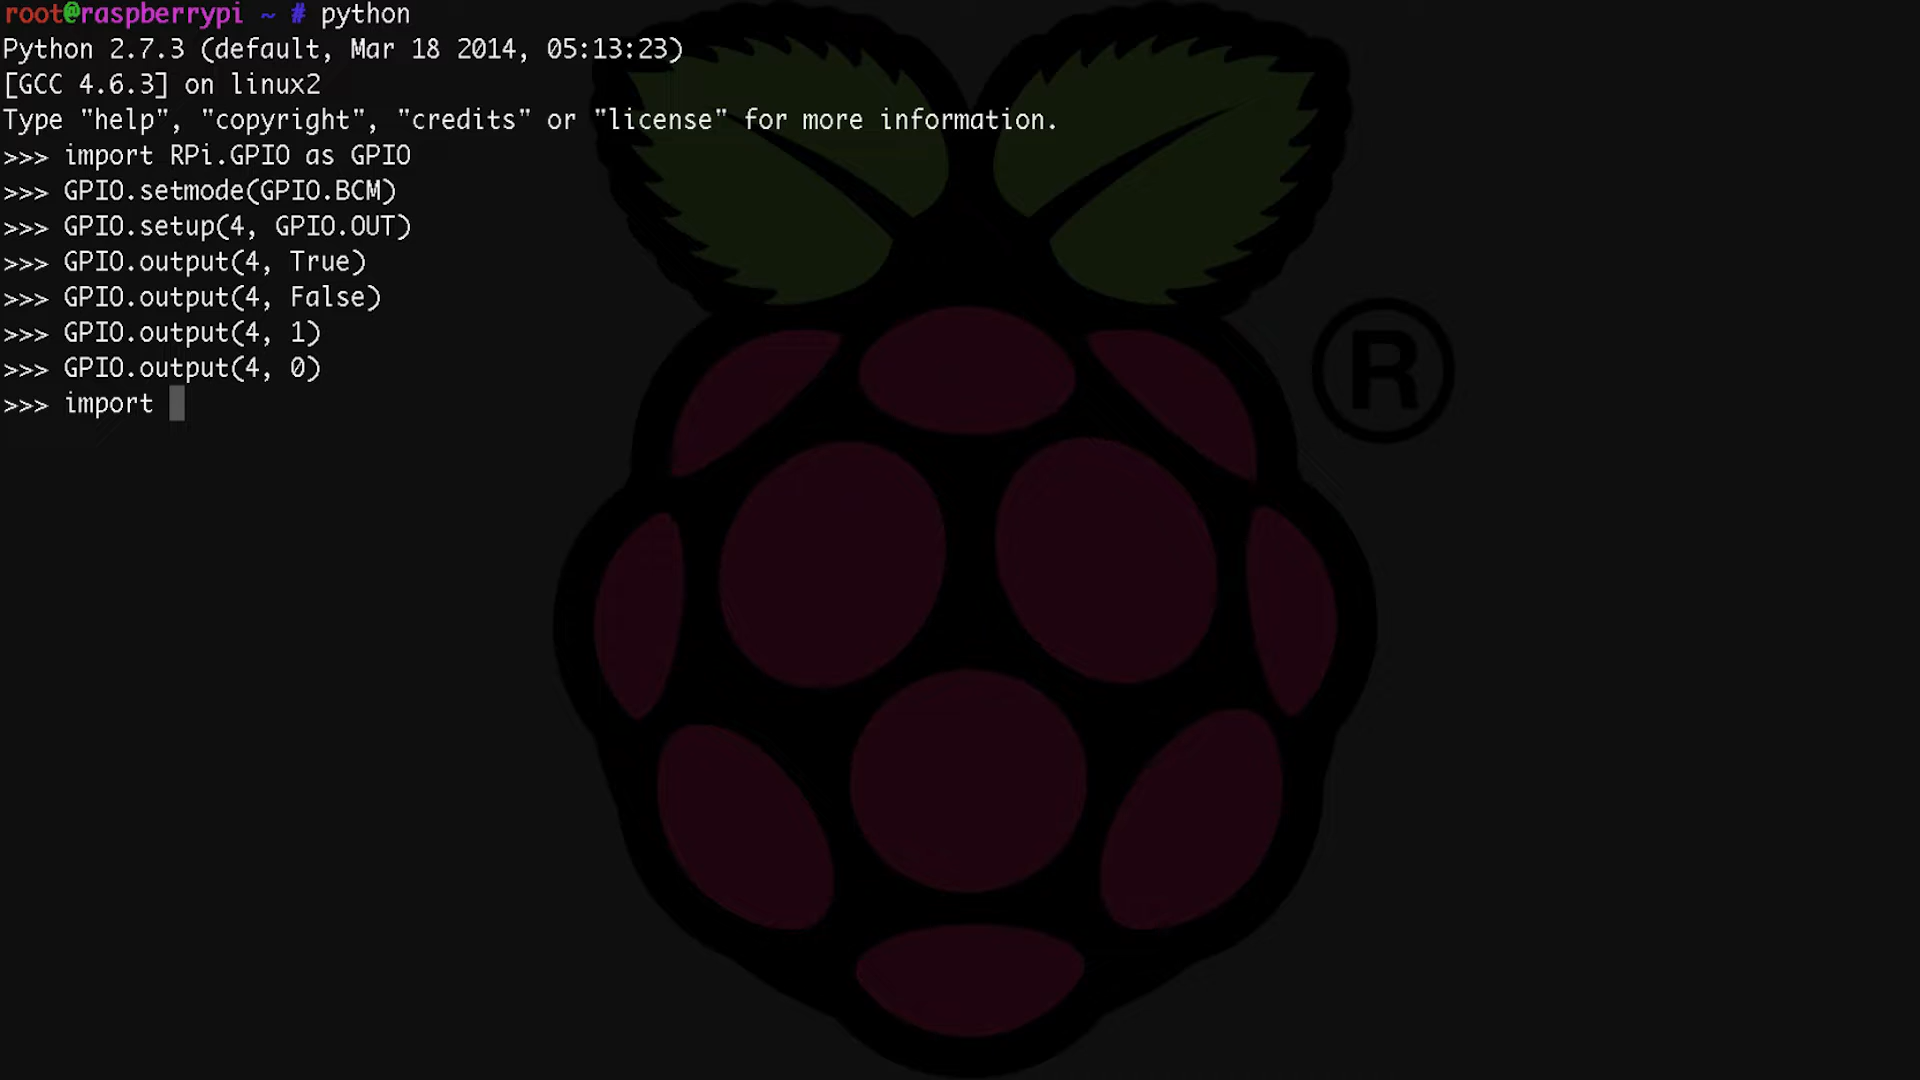 root@raspberrypi ~ # python
Python 2.7.3 (default, Mar 18 2014, 05:13:23)
[GCC 4.6.3] on linux2
Type "help", "copyright", "credits" or "license" for more information.
>>> import RPi.GPIO as GPIO
>>> GPIO.setmode(GPIO.BCM)
>>> GPIO.setup(4, GPIO.OUT)
>>> GPIO.output(4, True)
>>> GPIO.output(4, False)
>>> GPIO.output(4, 1)
>>> GPIO.output(4, 0)
>>> import
®